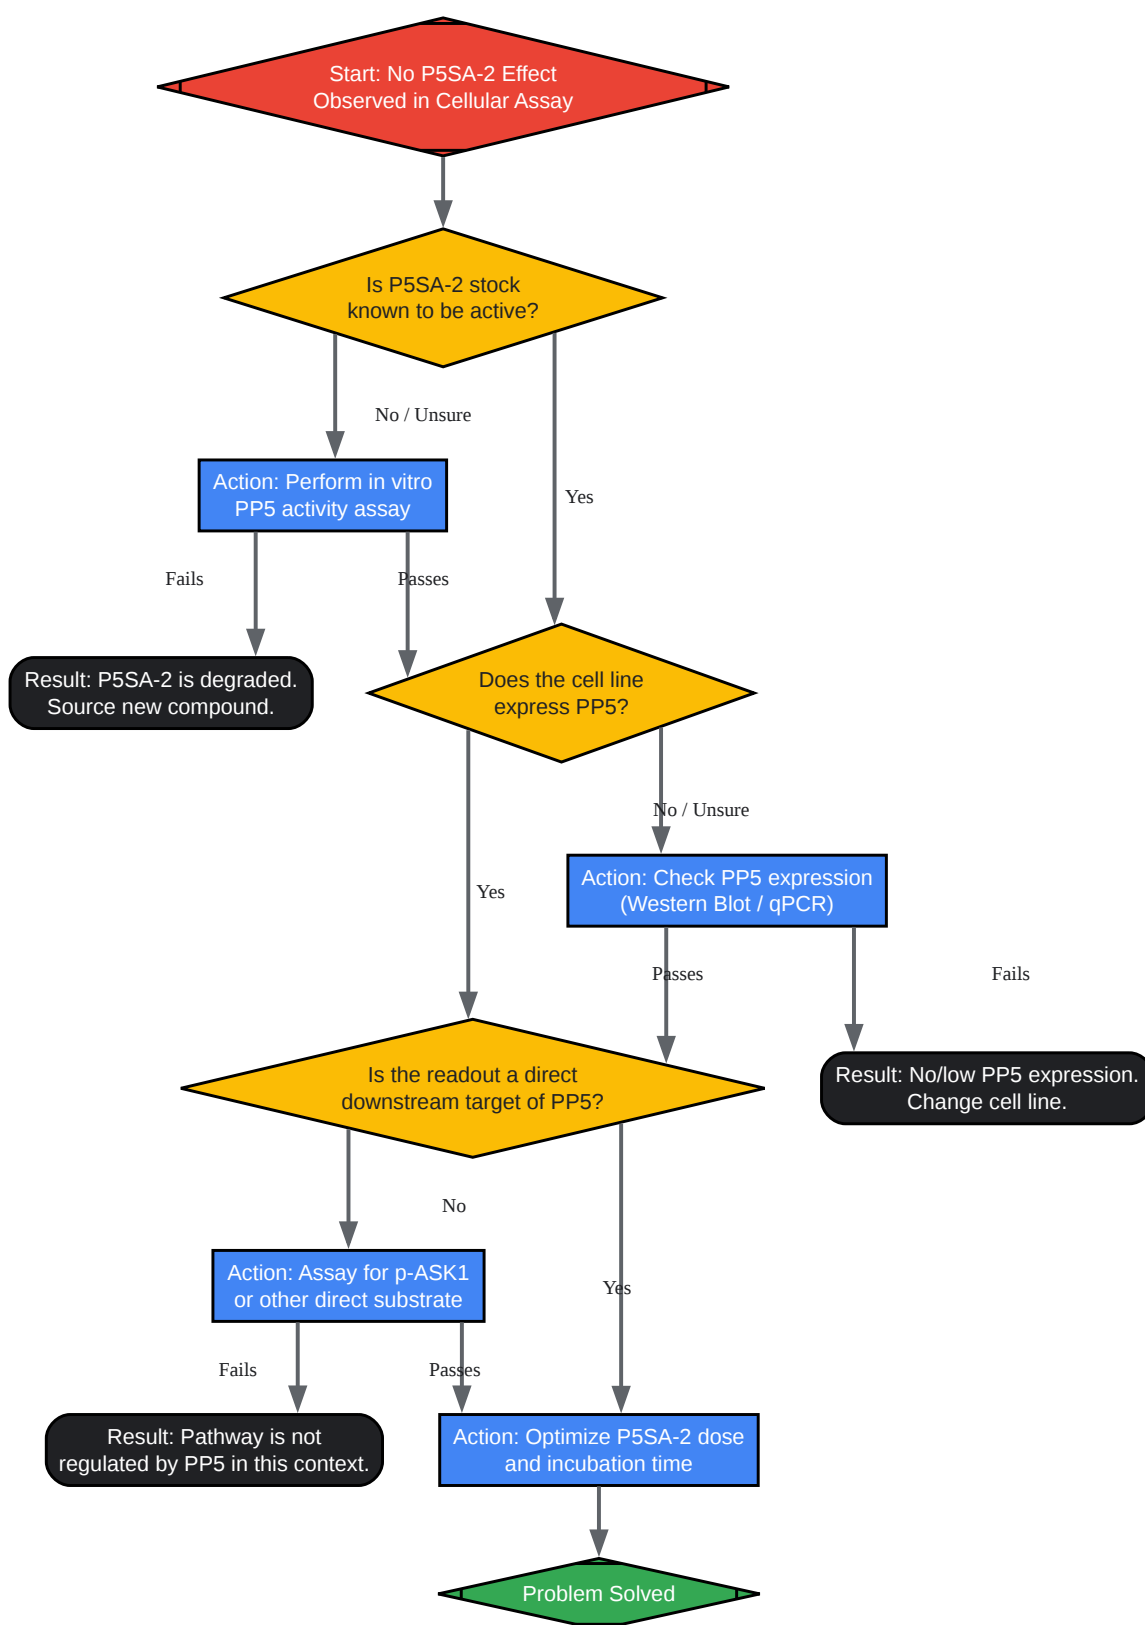 Start: No P5SA-2 Effect
Observed in Cellular Assay
Is P5SA-2 stock
known to be active?
No / Unsure
Action: Perform in vitro
PP5 activity assay
Yes
Fails
Passes
Result: P5SA-2 is degraded.
Source new compound.
Does the cell line
express PP5?
No / Unsure
Yes
Action: Check PP5 expression
(Western Blot / qPCR)
Passes
Fails
Is the readout a direct
downstream target of PP5?
Result: No/low PP5 expression.
Change cell line.
No
Action: Assay for p-ASK1
or other direct substrate
Yes
Fails
Passes
Result: Pathway is not
regulated by PP5 in this context.
Action: Optimize P5SA-2 dose
and incubation time
Problem Solved